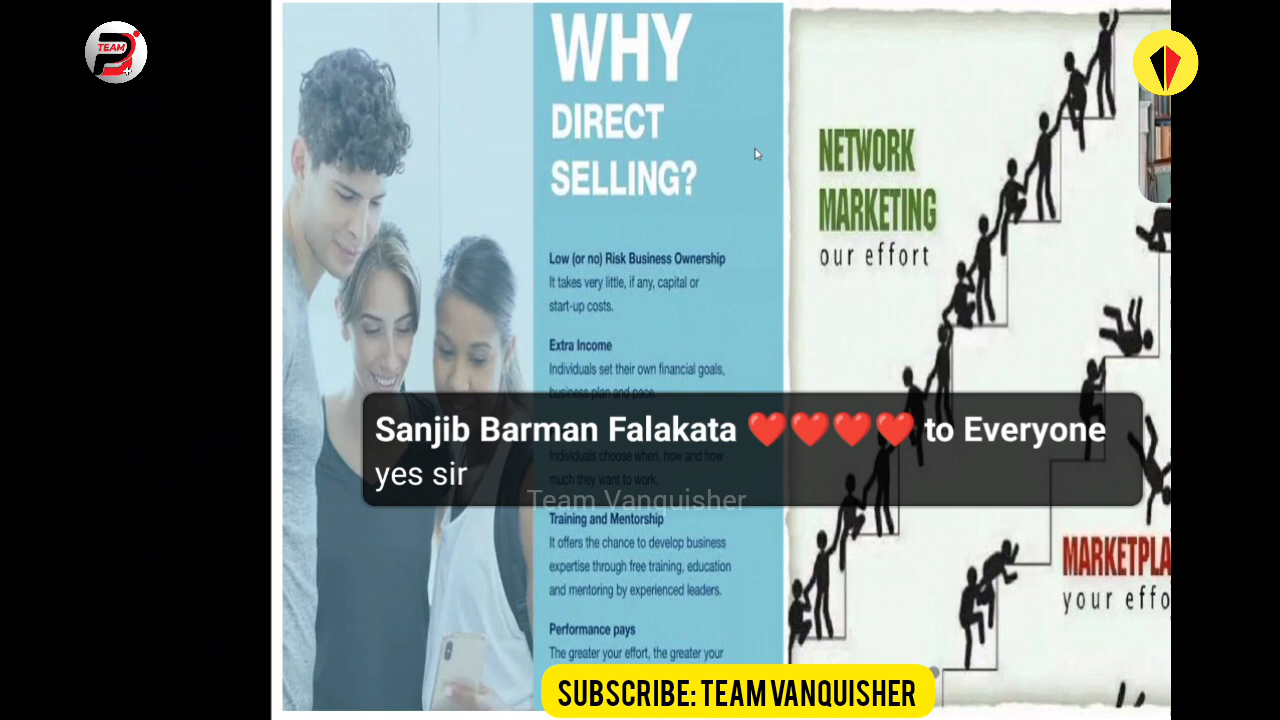 TEAM
WHY
DIRECT
SELLING?
Low (or no) Risk Business Ownership
It takes very little, if any, capital or
start-up costs.
Extra Income
Individuals set their own financial goals,
business plan and pace.
Sanjib Barman Falakata ❤️❤️❤️❤️ to Everyone
yes sir
Individuals choose when, how and how
much they want to work.
Team Vanquisher
Training and Mentorship
It offers the chance to develop business
expertise through free training, education
and mentoring by experienced leaders.
Performance pays
The greater your effort, the greater your
NETWORK
MARKETING
our effort
MARKETPLA
your effo
SUBSCRIBE: TEAM VANQUISHER